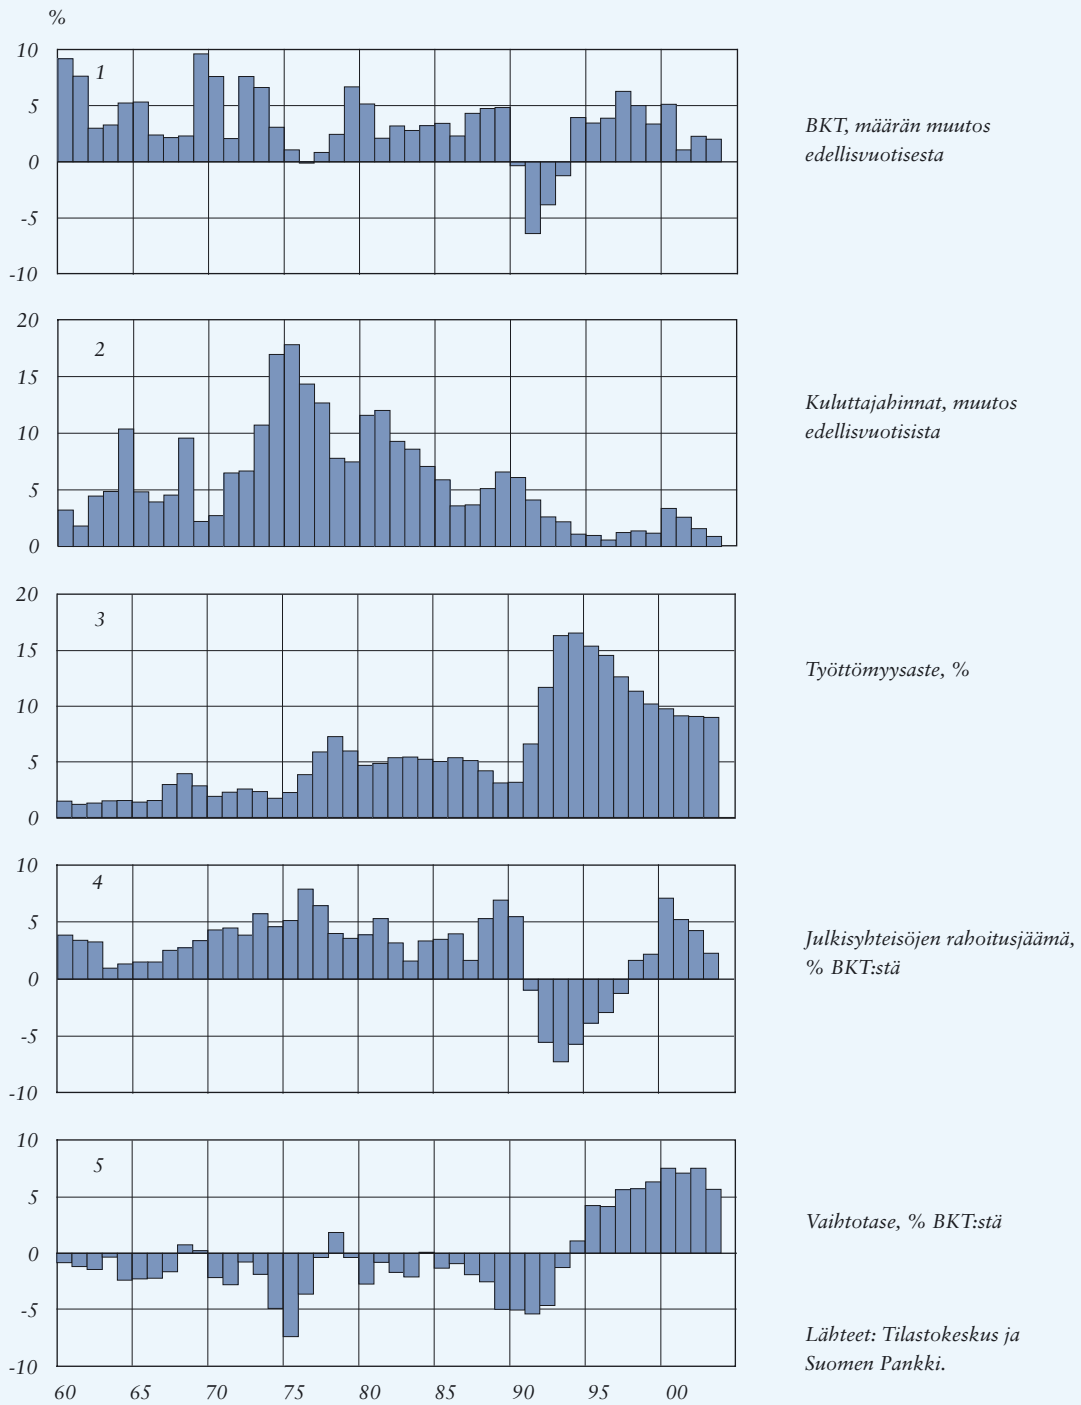 %
10
1
5
0
-5
-10
BKT, määrän muutos
edellisvuotisesta
20
2
15
10
5
0
Kuluttajahinnat, muutos
edellisvuotisista
20
3
15
10
5
0
Työttömyysaste, %
10
4
5
0
-5
-10
Julkisyhteisöjen rahoitusjäämä,
% BKT:stä
10
5
5
0
-5
-10
Vaihtotase, % BKT:stä
60 65 70 75 80 85 90 95 00
Lähteet: Tilastokeskus ja
Suomen Pankki.